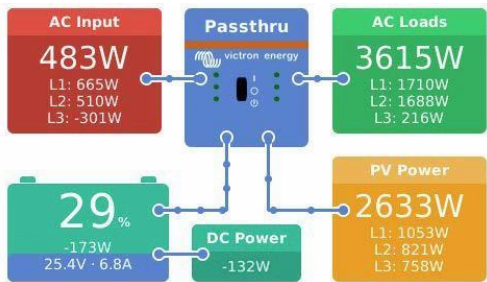 AC Input
483W
L1: 665W
L2: 510W
L3: -301W
Passthru
victron energy
AC Loads
3615W
L1: 1710W
L2: 1688W
L3: 216W
29%
-173W
25.4V · 6.8A
DC Power
-132W
PV Power
2633W
L1: 1053W
L2: 821W
L3: 758W